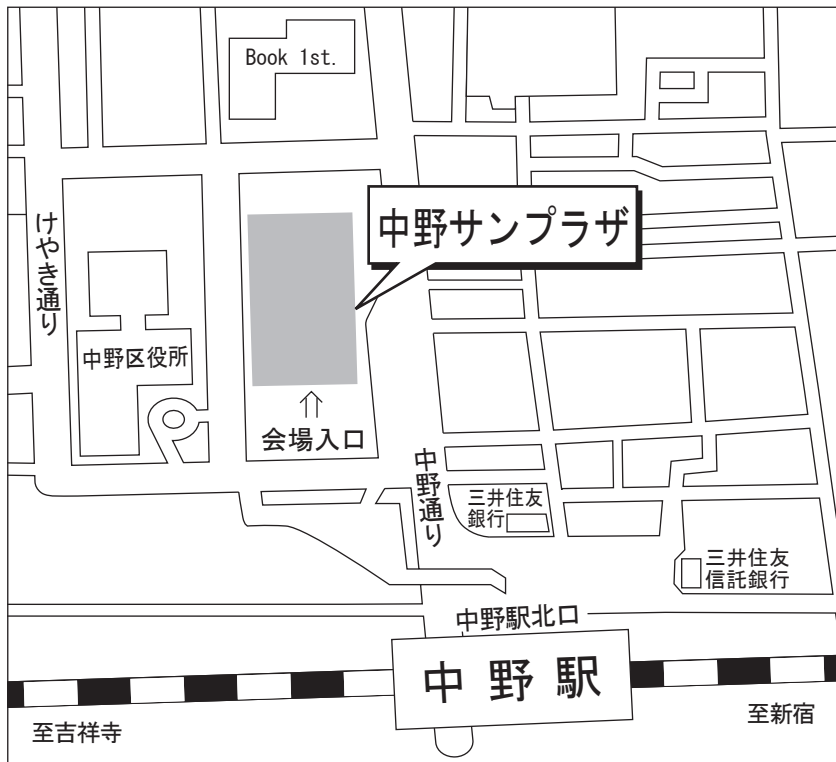 Book 1st.
中野サンプラザ
けやき通り
中野区役所
会場入口
中野通り
三井住友
銀行
三井住友
信託銀行
中野駅北口
中野駅
至吉祥寺
至新宿